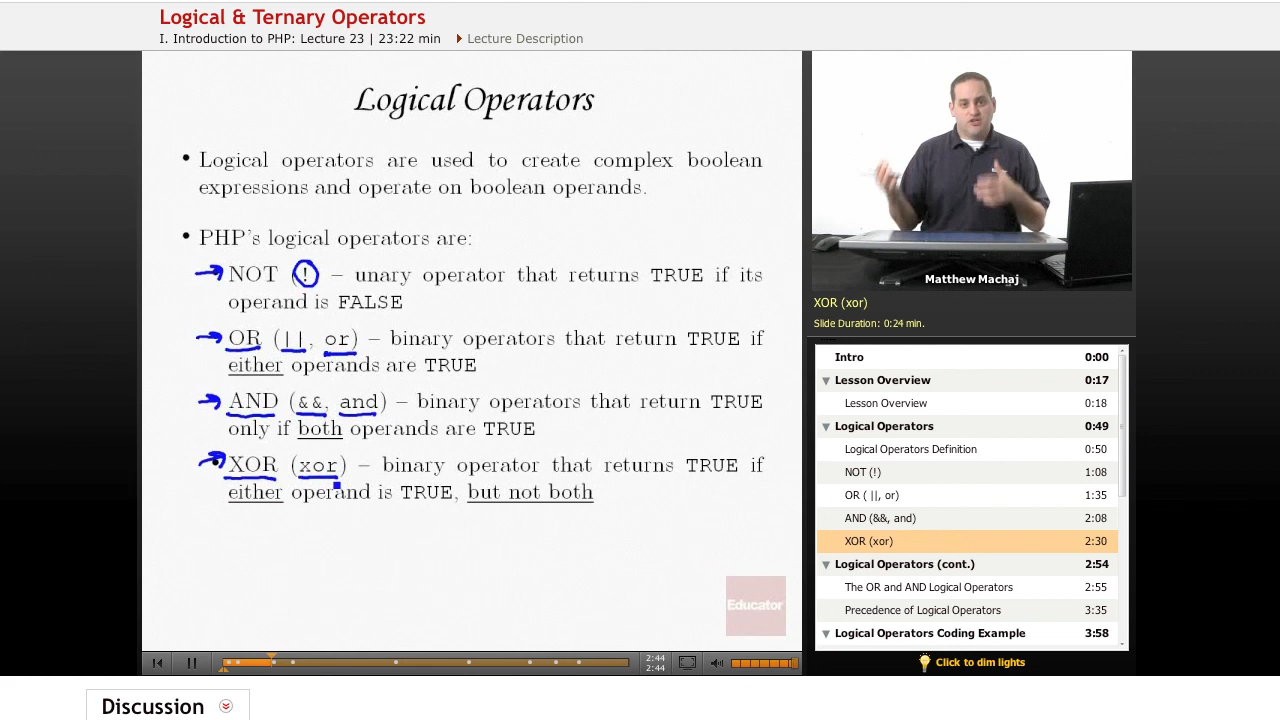 Logical & Ternary Operators
I. Introduction to PHP: Lecture 23 | 23:22 min Lecture Description
Logical Operators
• Logical operators are used to create complex boolean
expressions and operate on boolean operands.
• PHP's logical operators are:
NOT (!) – unary operator that returns TRUE if its
operand is FALSE
OR (||, or) – binary operators that return TRUE if
either operands are TRUE
AND (&&, and) – binary operators that return TRUE
only if both operands are TRUE
XOR (xor) – binary operator that returns TRUE if
either operand is TRUE, but not both
Educator
2:44
2:44
Matthew Machaj
XOR (xor)
Slide Duration: 0:24 min.
Intro 0:00
Lesson Overview 0:17
Lesson Overview 0:18
Logical Operators 0:49
Logical Operators Definition 0:50
NOT (!) 1:08
OR ( ||, or) 1:35
AND (&&, and) 2:08
XOR (xor) 2:30
Logical Operators (cont.) 2:54
The OR and AND Logical Operators 2:55
Precedence of Logical Operators 3:35
Logical Operators Coding Example 3:58
Click to dim lights
Discussion